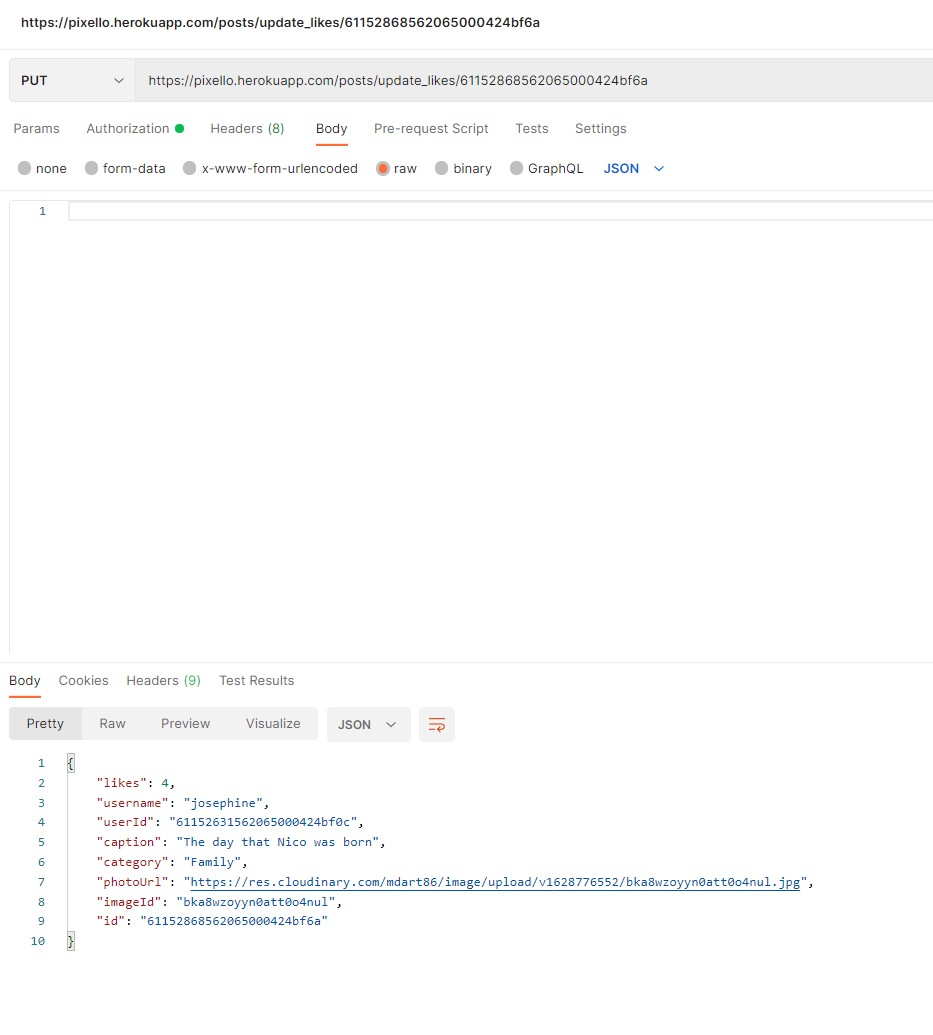 https://pixello.herokuapp.com/posts/update_likes/61152868562065000424bf6a
PUT https://pixello.herokuapp.com/posts/update_likes/61152868562065000424bf6a
Params Authorization Headers (8) Body Pre-request Script Tests Settings
none form-data x-www-form-urlencoded raw binary GraphQL JSON
1
Body Cookies Headers (9) Test Results
Pretty Raw Preview Visualize JSON
1 {
2 "likes": 4,
3 "username": "josephine",
4 "userId": "61152631562065000424bf0c",
5 "caption": "The day that Nico was born",
6 "category": "Family",
7 "photoUrl": "https://res.cloudinary.com/mdart86/image/upload/v1628776552/bka8wzoyyn0att0o4nul.jpg",
8 "imageId": "bka8wzoyyn0att0o4nul",
9 "id": "61152868562065000424bf6a"
10 }